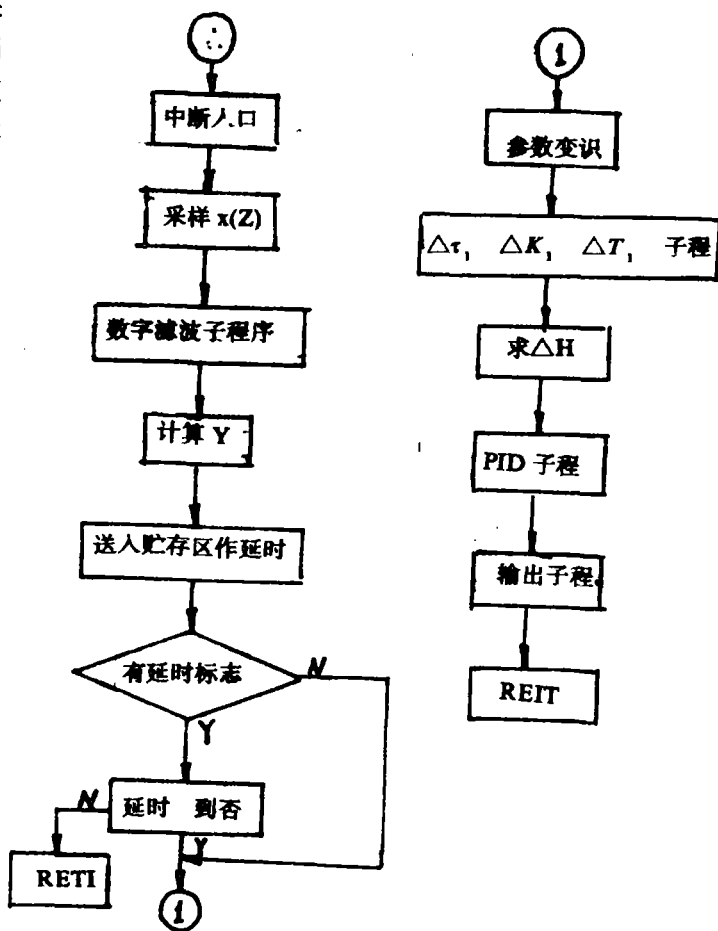 中断入口
采样 x(Z)
数字滤波子程序
计算 Y
送入贮存区作延时
有延时标志
N
Y
延时 到否
N
Y
RETI
1
1
参数变识
△τ₁ △K₁ △T₁ 子程
求△H
PID 子程
输出子程
REIT